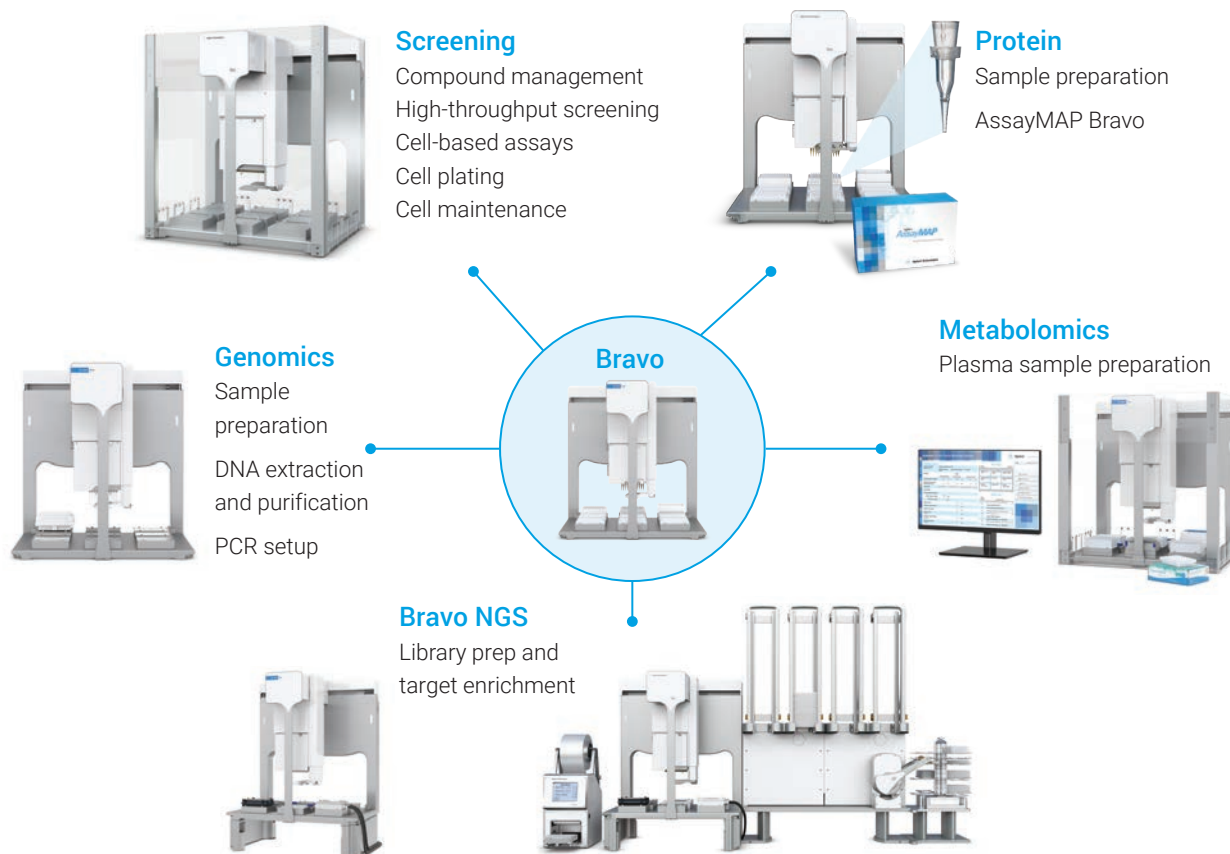 Screening
Compound management
High-throughput screening
Cell-based assays
Cell plating
Cell maintenance
Protein
Sample preparation
AssayMAP Bravo
AssayMAP
Genomics
Sample
preparation
DNA extraction
and purification
PCR setup
Bravo
Metabolomics
Plasma sample preparation
Bravo NGS
Library prep and
target enrichment